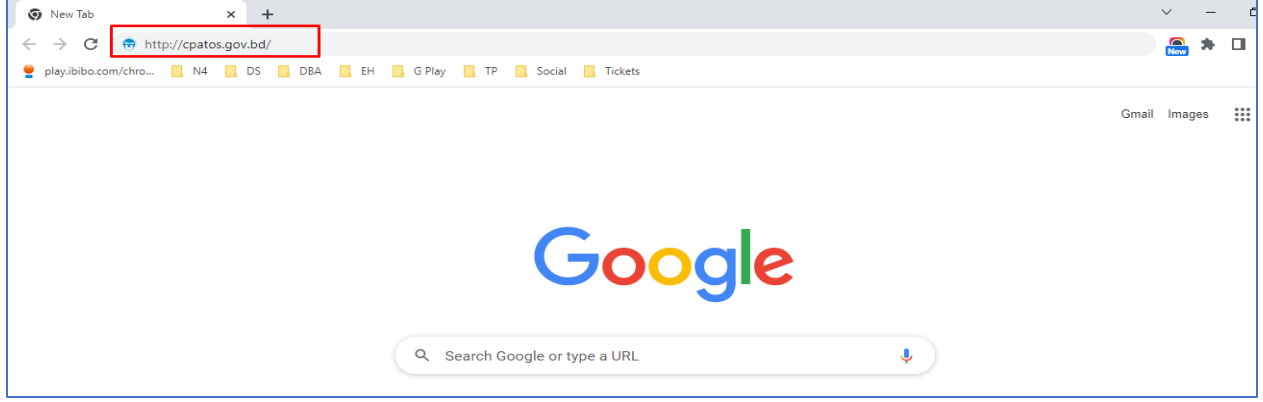 New Tab
http://cpatos.gov.bd/
New
play.ibibo.com/chro... N4 DS DBA EH G Play TP Social Tickets
Gmail Images
Google
Search Google or type a URL